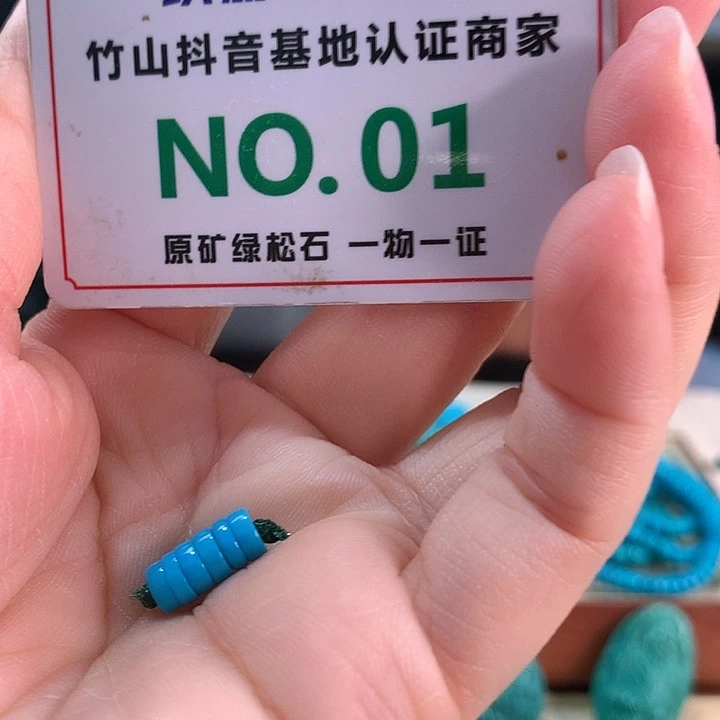 竹山抖音基地认证商家
NO.01
原矿绿松石 一物一证